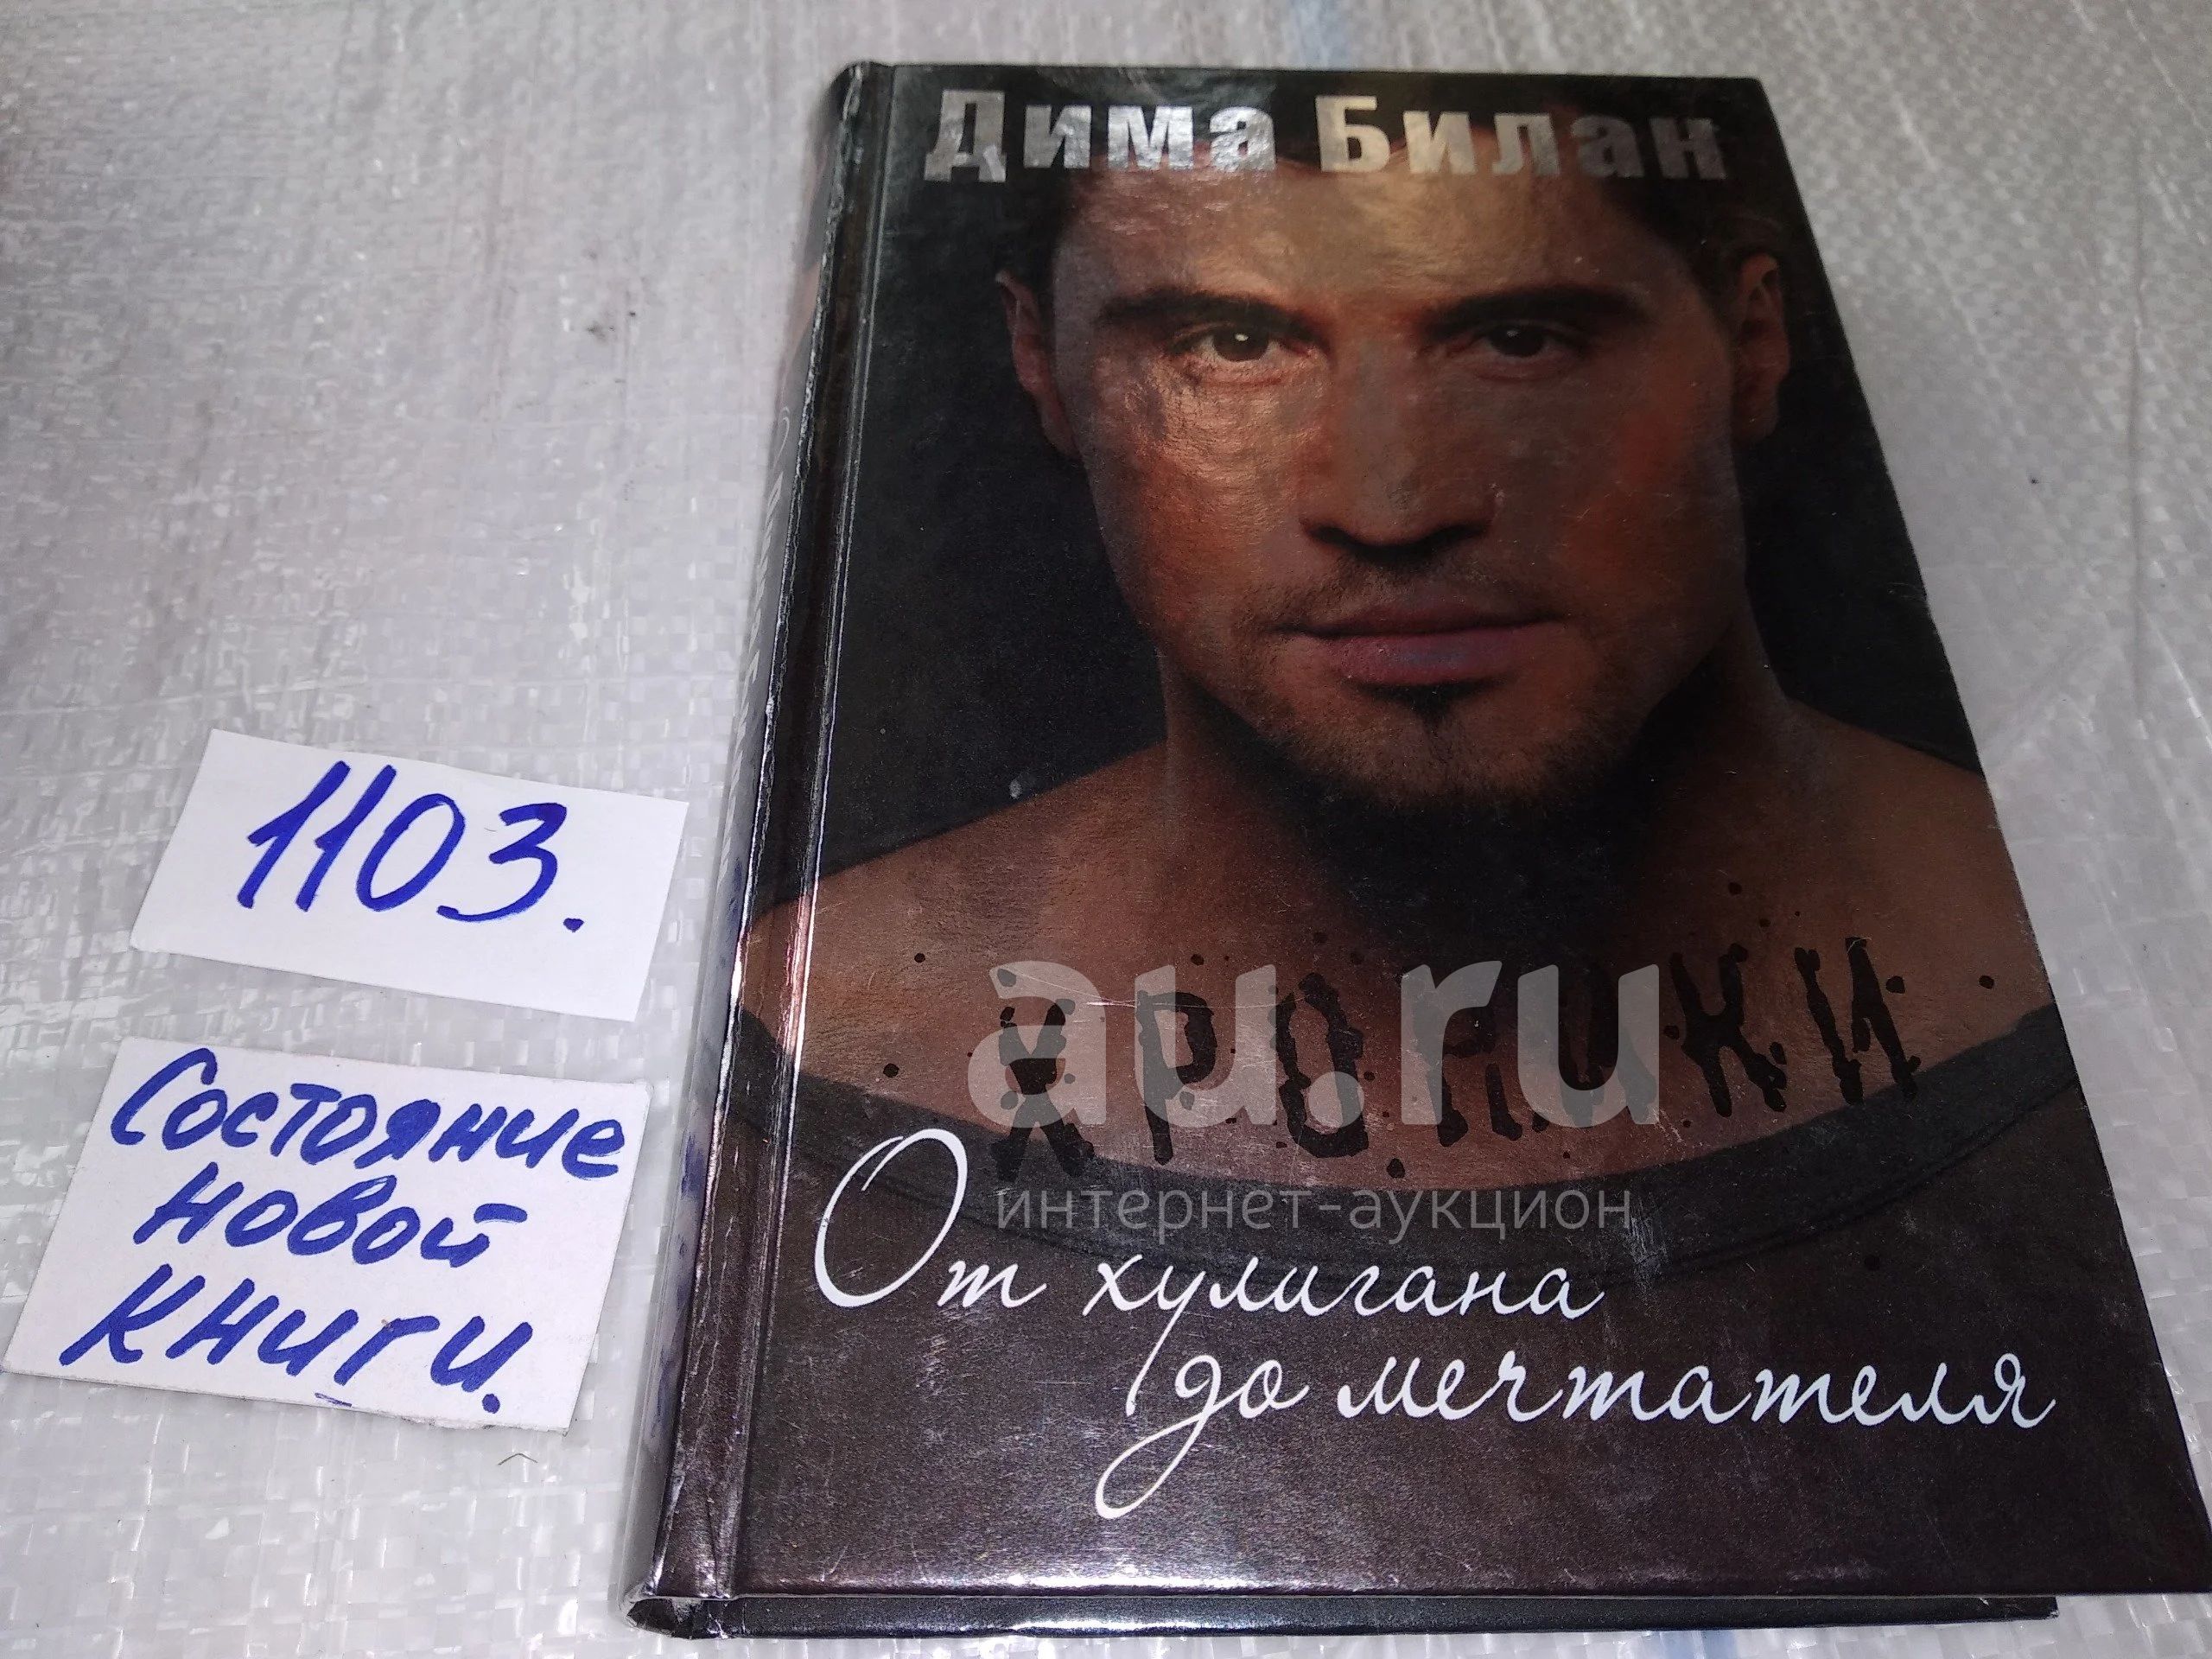 Дима Билан
1103.
Состояние
новой
книги.
ХРОНИКИ
au.ru
интернет-аукцион
От хулигана
до мечтателя